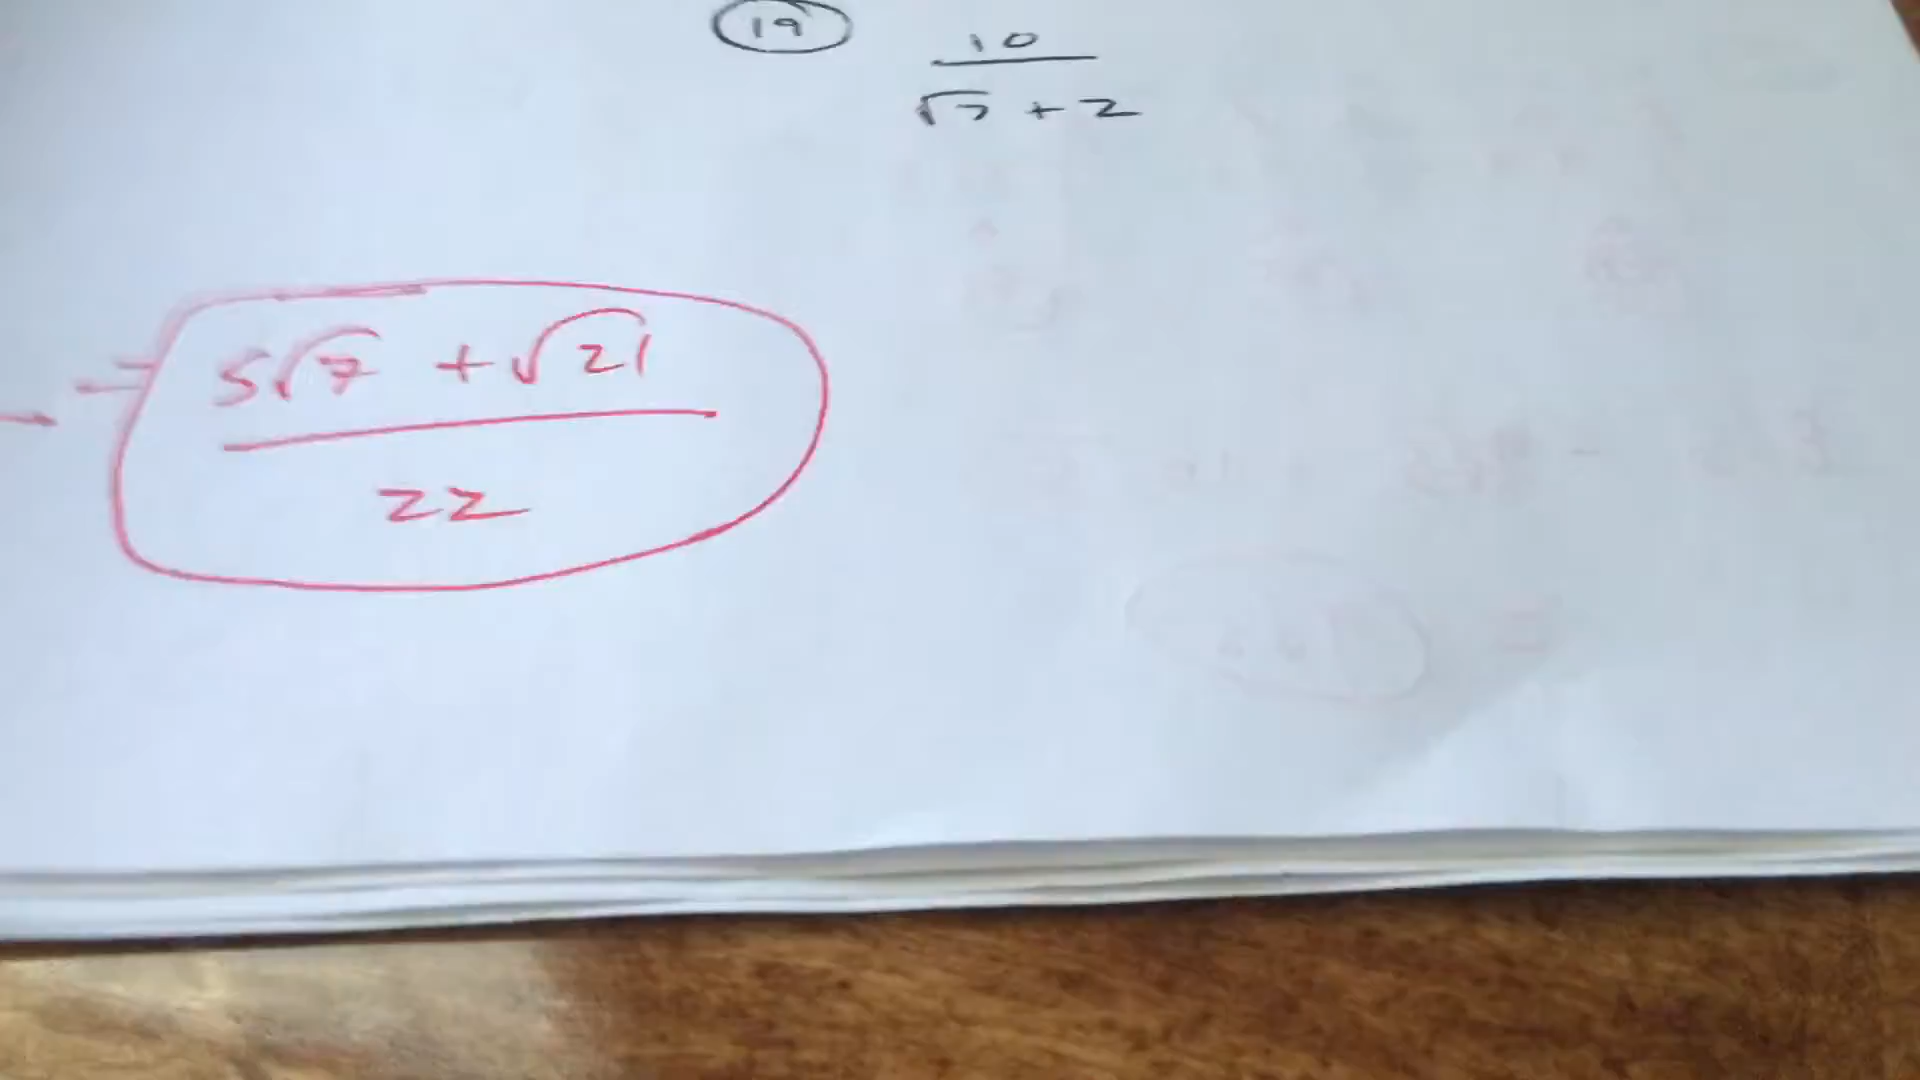 19
10
√7 + 2
= 5√7 + √21
22